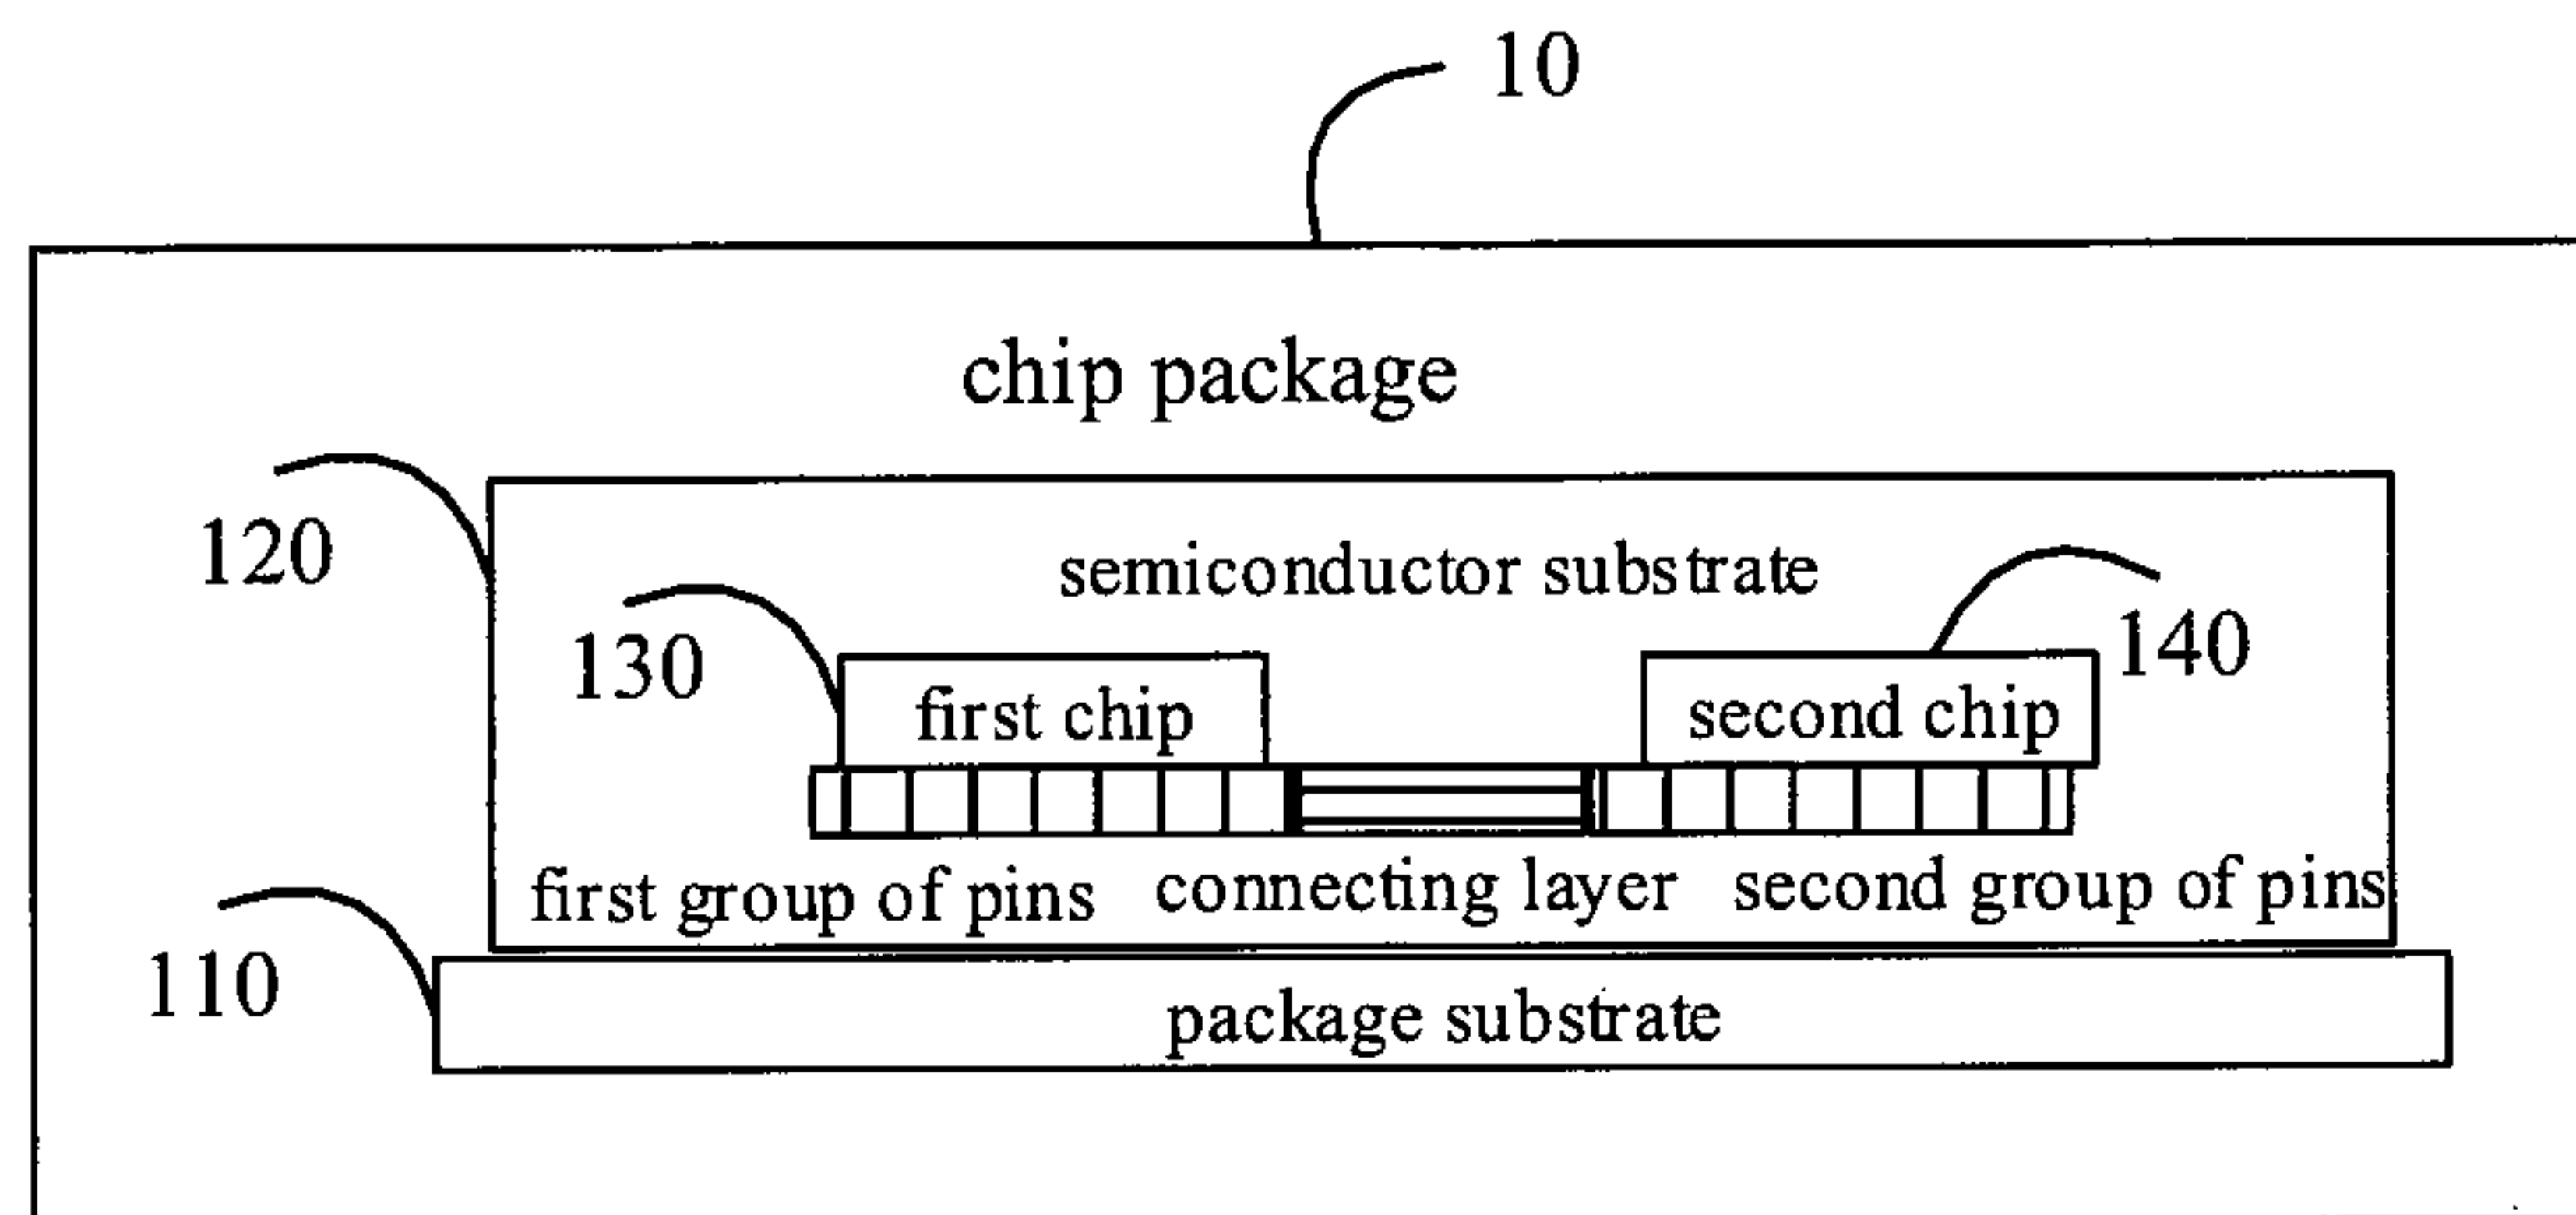 10
chip package
120
semiconductor substrate
130
140
first chip
second chip
first group of pins
connecting layer
second group of pins
110
package substrate